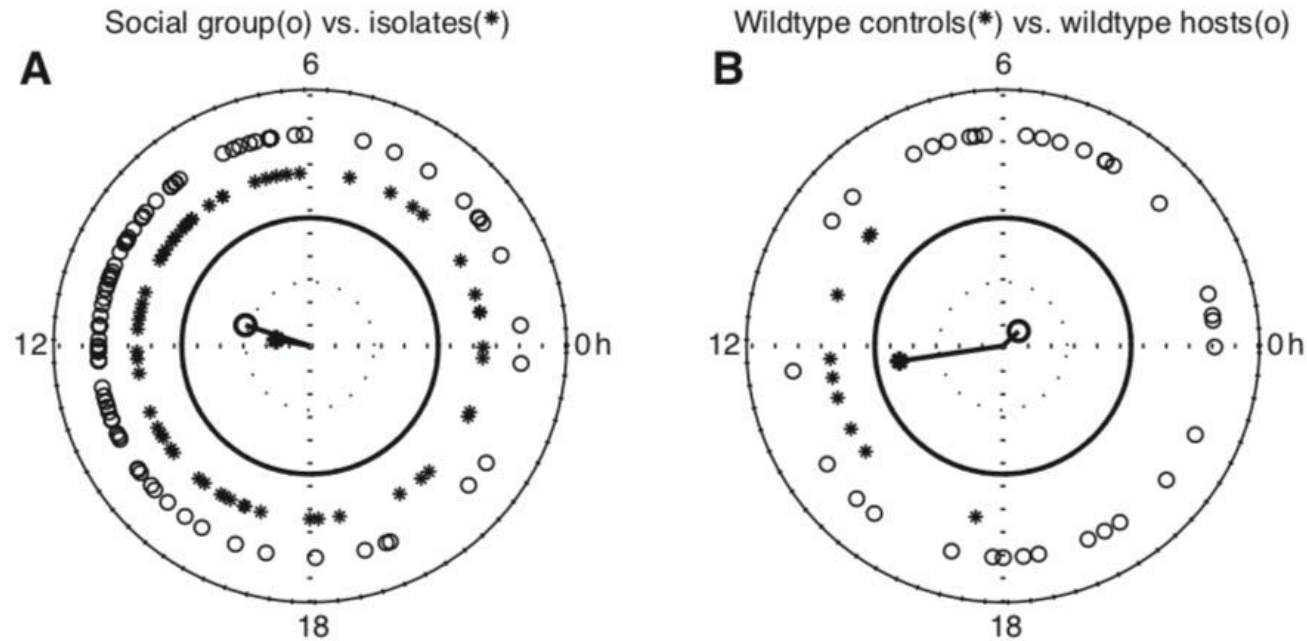 Social group(o) vs. isolates(*)
Wildtype controls(*) vs. wildtype hosts(o)
A
B
6
6
12
0h
12
0h
18
18